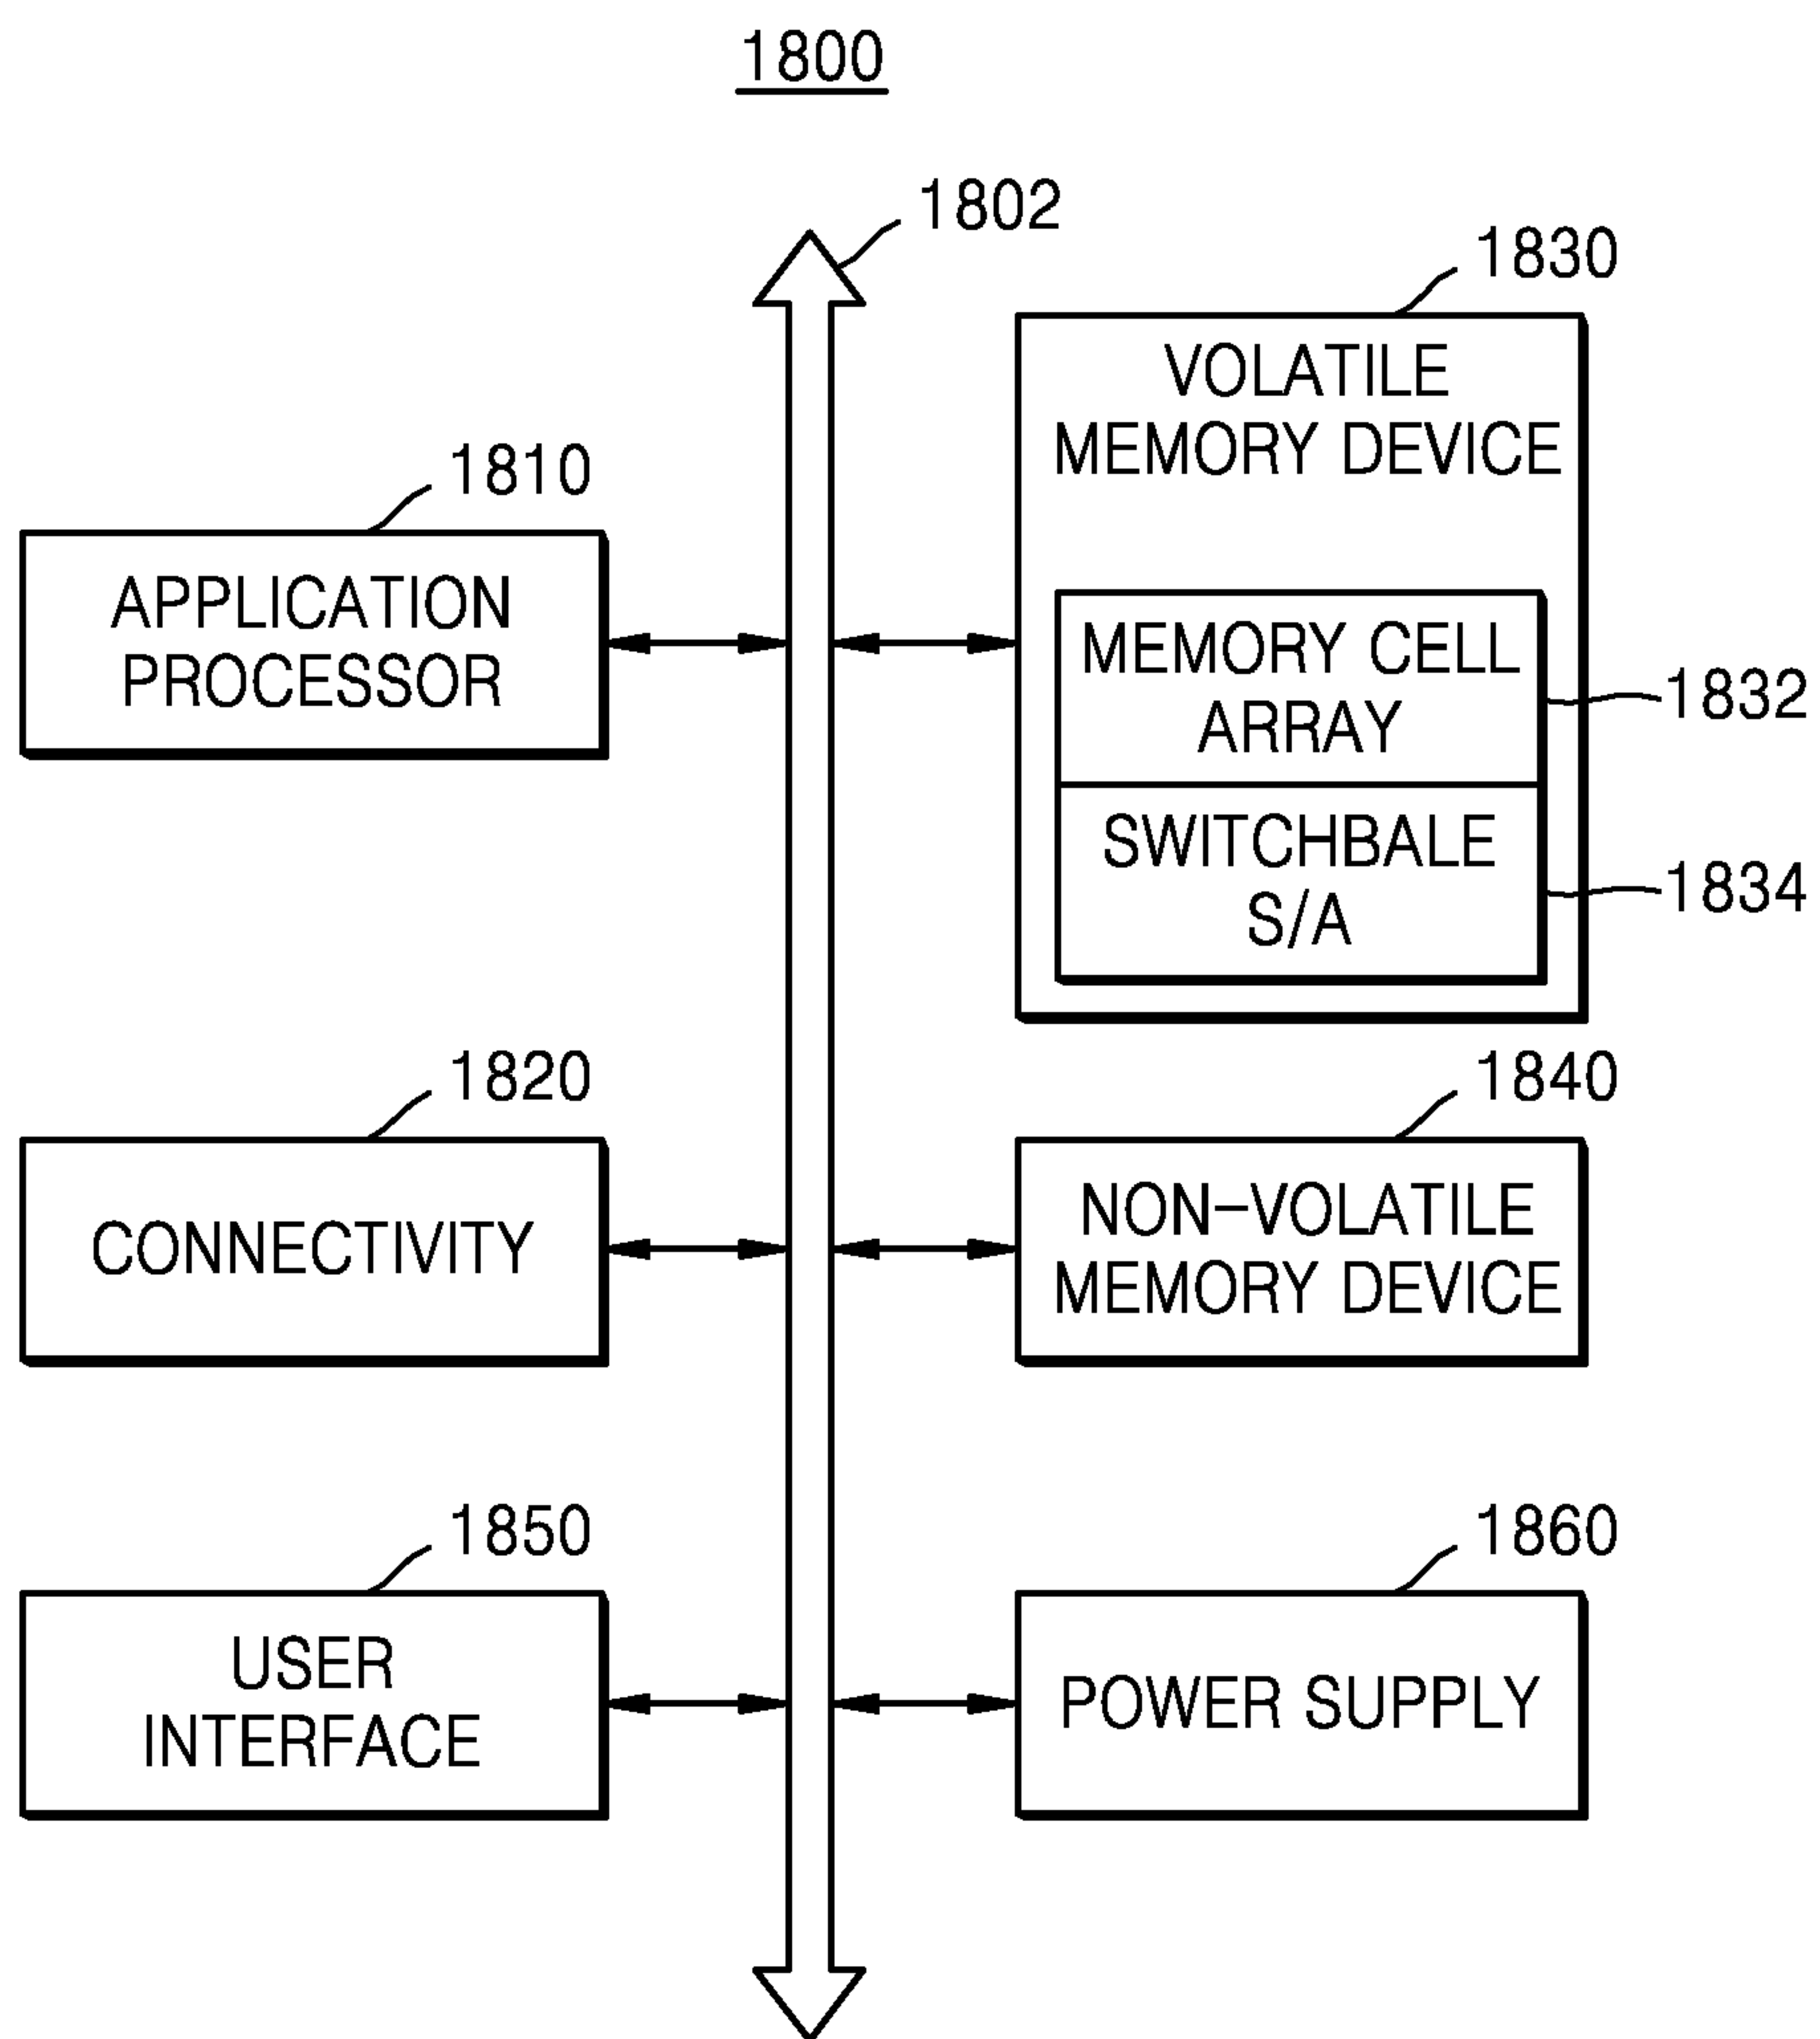 1800
1802
1830
VOLATILE
MEMORY DEVICE
1810
APPLICATION
PROCESSOR
MEMORY CELL
ARRAY
1832
SWITCHBALE
S/A
1834
1820
CONNECTIVITY
1840
NON-VOLATILE
MEMORY DEVICE
1850
USER
INTERFACE
1860
POWER SUPPLY